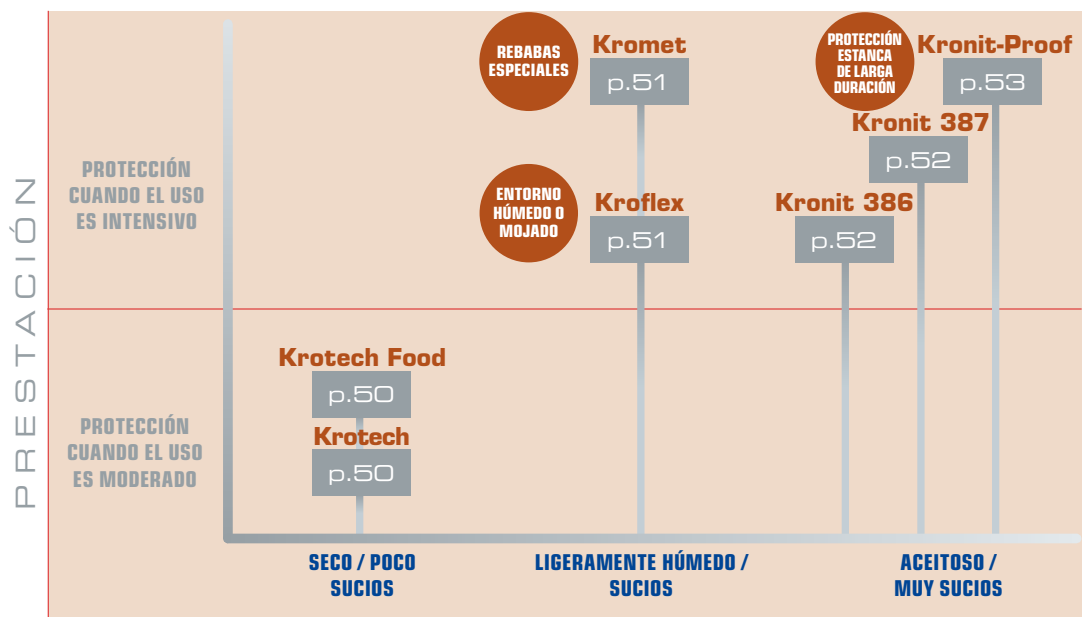 PRESTACIÓN
PROTECCIÓN
CUANDO EL USO
ES INTENSIVO
REBABAS
ESPECIALES
Kromet
p.51
ENTORNO
HÚMEDO O
MOJADO
Kroflex
p.51
PROTECCIÓN
ESTANCA
DE LARGA
DURACIÓN
Kronit-Proof
p.53
Kronit 387
p.52
Kronit 386
p.52
PROTECCIÓN
CUANDO EL USO
ES MODERADO
Krotech Food
p.50
Krotech
p.50
SECO / POCO
SUCIOS
LIGERAMENTE HÚMEDO /
SUCIOS
ACEITOSO /
MUY SUCIOS